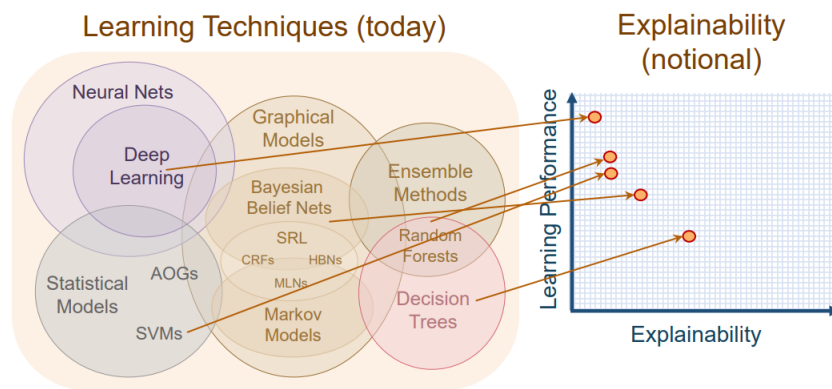 Learning Techniques (today)
Neural Nets
Deep
Learning
Graphical
Models
Bayesian
Belief Nets
SRL
CRFs
HBNs
MLNs
Markov
Models
Ensemble
Methods
Random
Forests
Decision
Trees
Statistical
Models
AOGs
SVMs
Explainability
(notional)
Learning Performance
Explainability